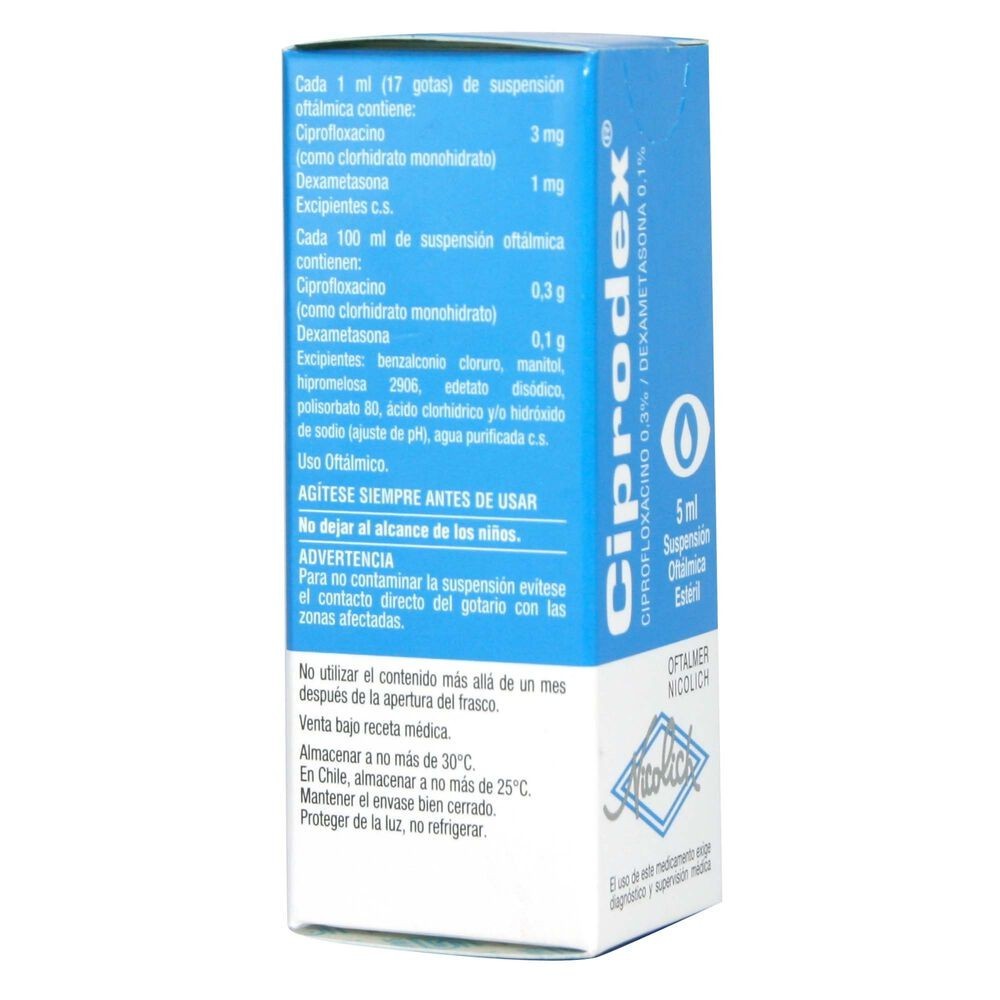 Cada 1 ml (17 gotas) de suspensión
oftálmica contiene:
Ciprofloxacino 3 mg
(como clorhidrato monohidrato)
Dexametasona 1 mg
Excipientes c.s.
Cada 100 ml de suspensión oftálmica
contienen:
Ciprofloxacino 0,3 g
(como clorhidrato monohidrato)
Dexametasona 0,1 g
Excipientes: benzalconio cloruro, manitol,
hipromelosa 2906, edetato disódico,
polisorbato 80, ácido clorhídrico y/o hidróxido
de sodio (ajuste de pH), agua purificada c.s.
Uso Oftálmico.
AGÍTESE SIEMPRE ANTES DE USAR
No dejar al alcance de los niños.
ADVERTENCIA
Para no contaminar la suspensión evítese
el contacto directo del gotario con las
zonas afectadas.
No utilizar el contenido más allá de un mes
después de la apertura del frasco.
Venta bajo receta médica.
Almacenar a no más de 30°C.
En Chile, almacenar a no más de 25°C.
Mantener el envase bien cerrado.
Proteger de la luz, no refrigerar.
Ciprodex®
CIPROFLOXACINO 0,3% / DEXAMETASONA 0,1%
5 ml
Suspensión
Oftálmica
Estéril
OFTALMER
NICOLICH
Nicolich
El uso de este medicamento exige
diagnóstico y supervisión médica